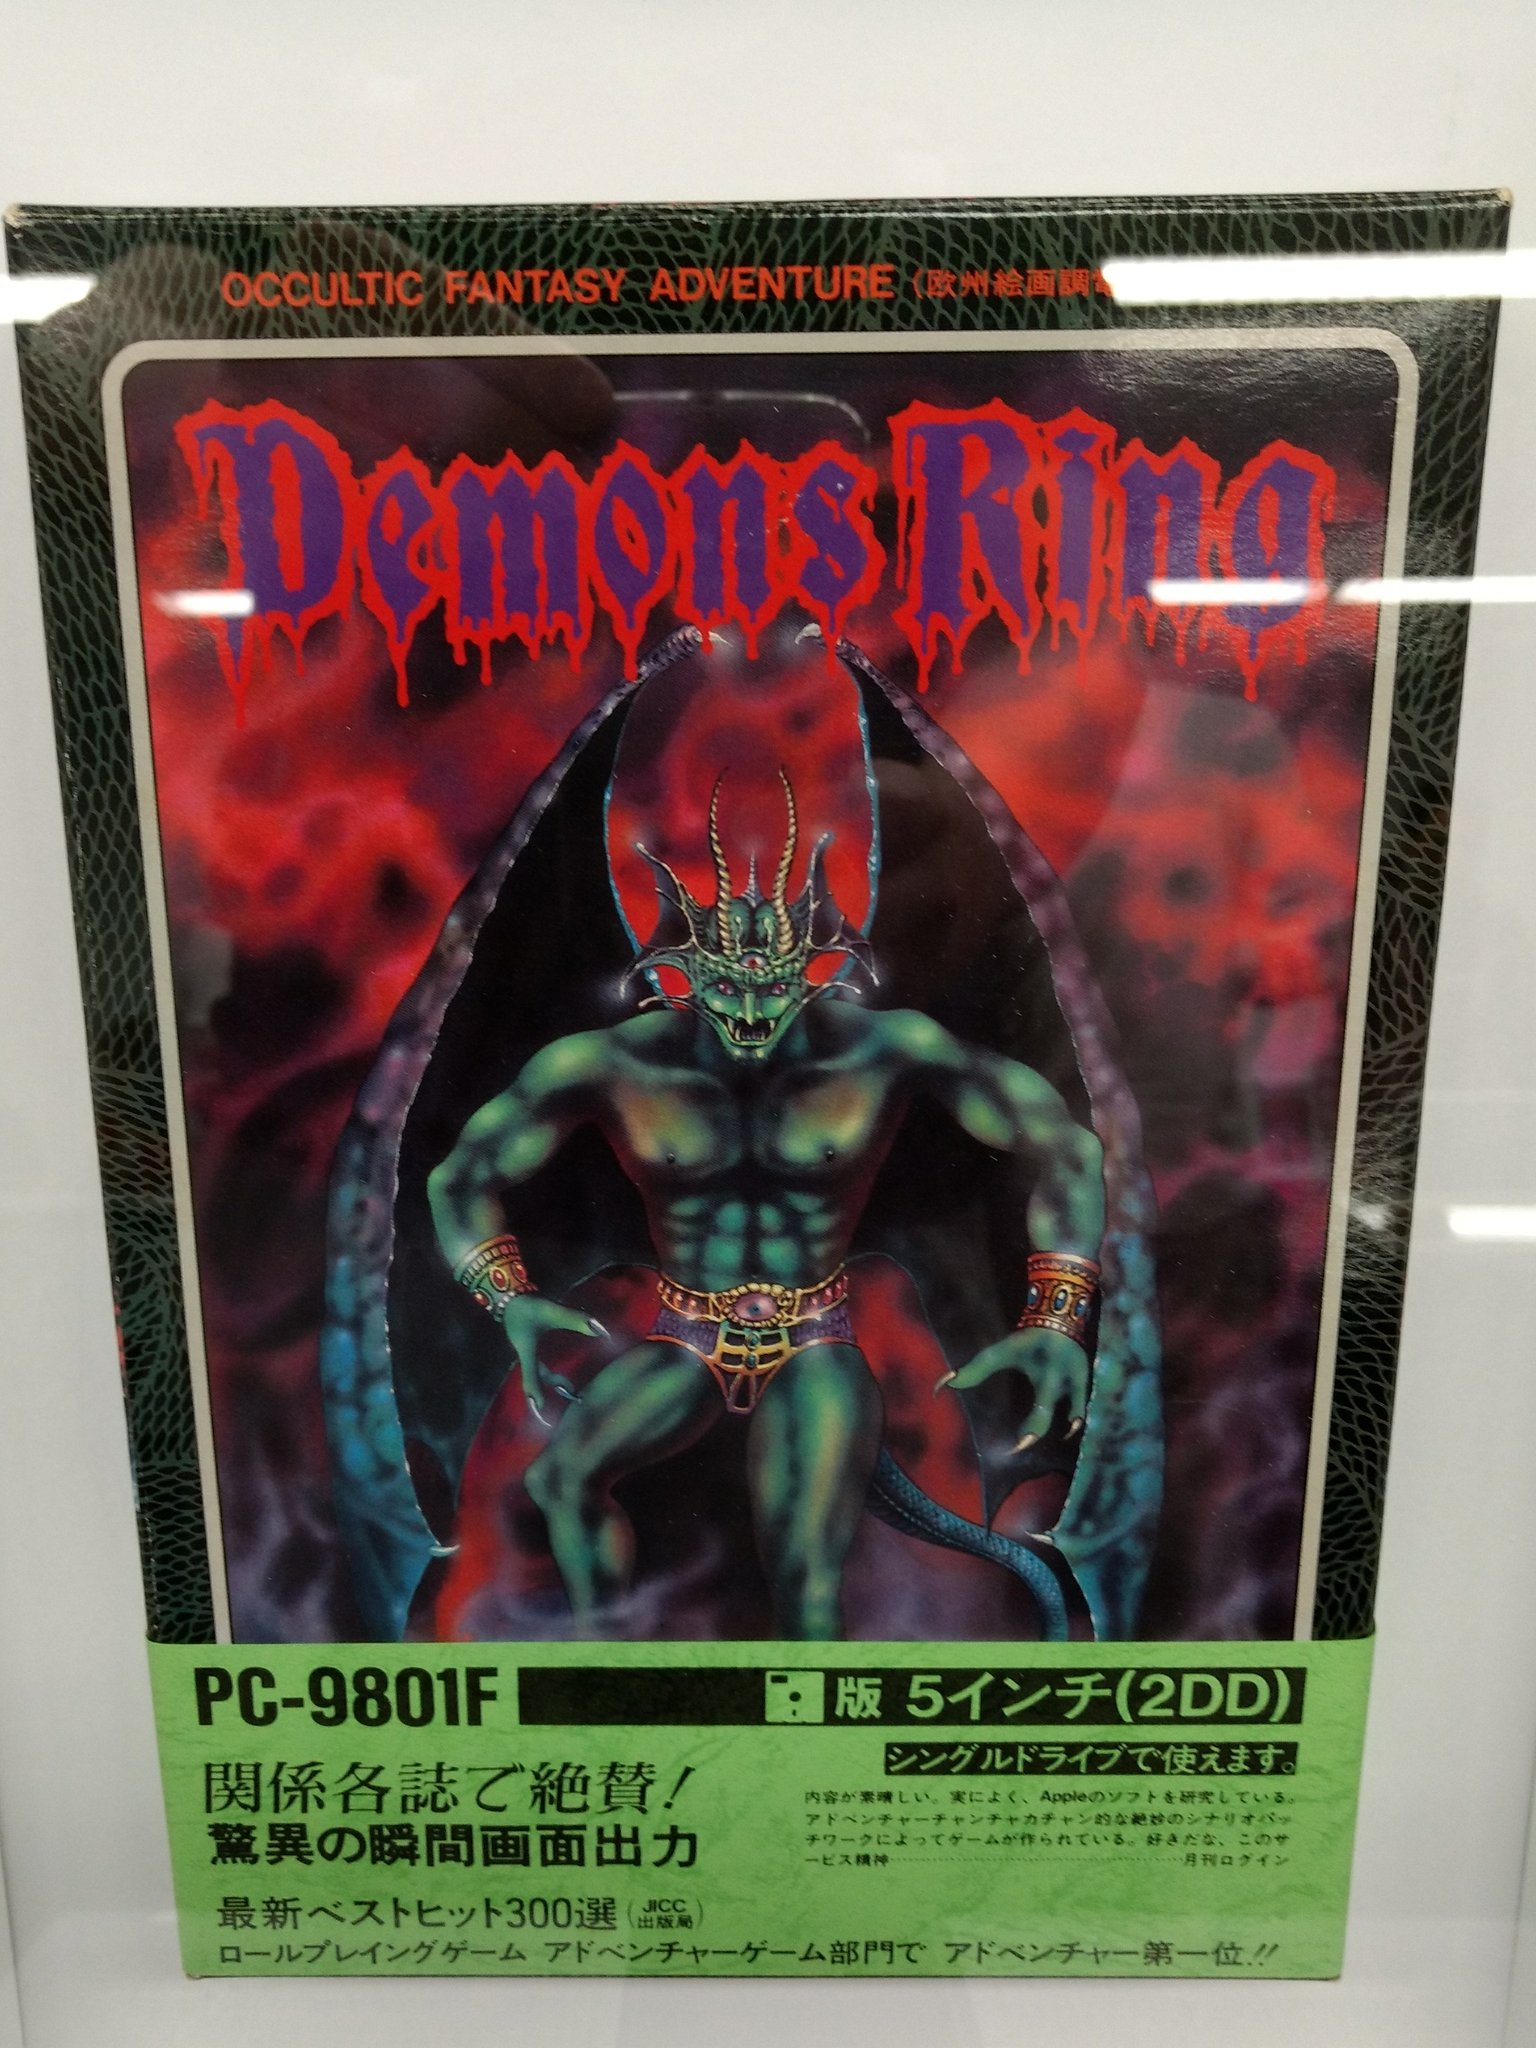 OCCULTIC FANTASY ADVENTURE (欧州絵画調
Demons Ring
PC-9801F 版 5インチ(2DD)
シングルドライブで使えます。
関係各誌で絶賛!
驚異の瞬間画面出力
内容が素晴しい。実によく、Appleのソフトを研究している。
アドベンチャーチャンチャカチャン的な絶妙のシナリオパッ
チワークによってゲームが作られている。好きだな、このサ
ービス精神…………………………………………月刊ログイン
最新ベストヒット300選(JICC出版局)
ロールプレイングゲーム アドベンチャーゲーム部門で アドベンチャー第一位!!